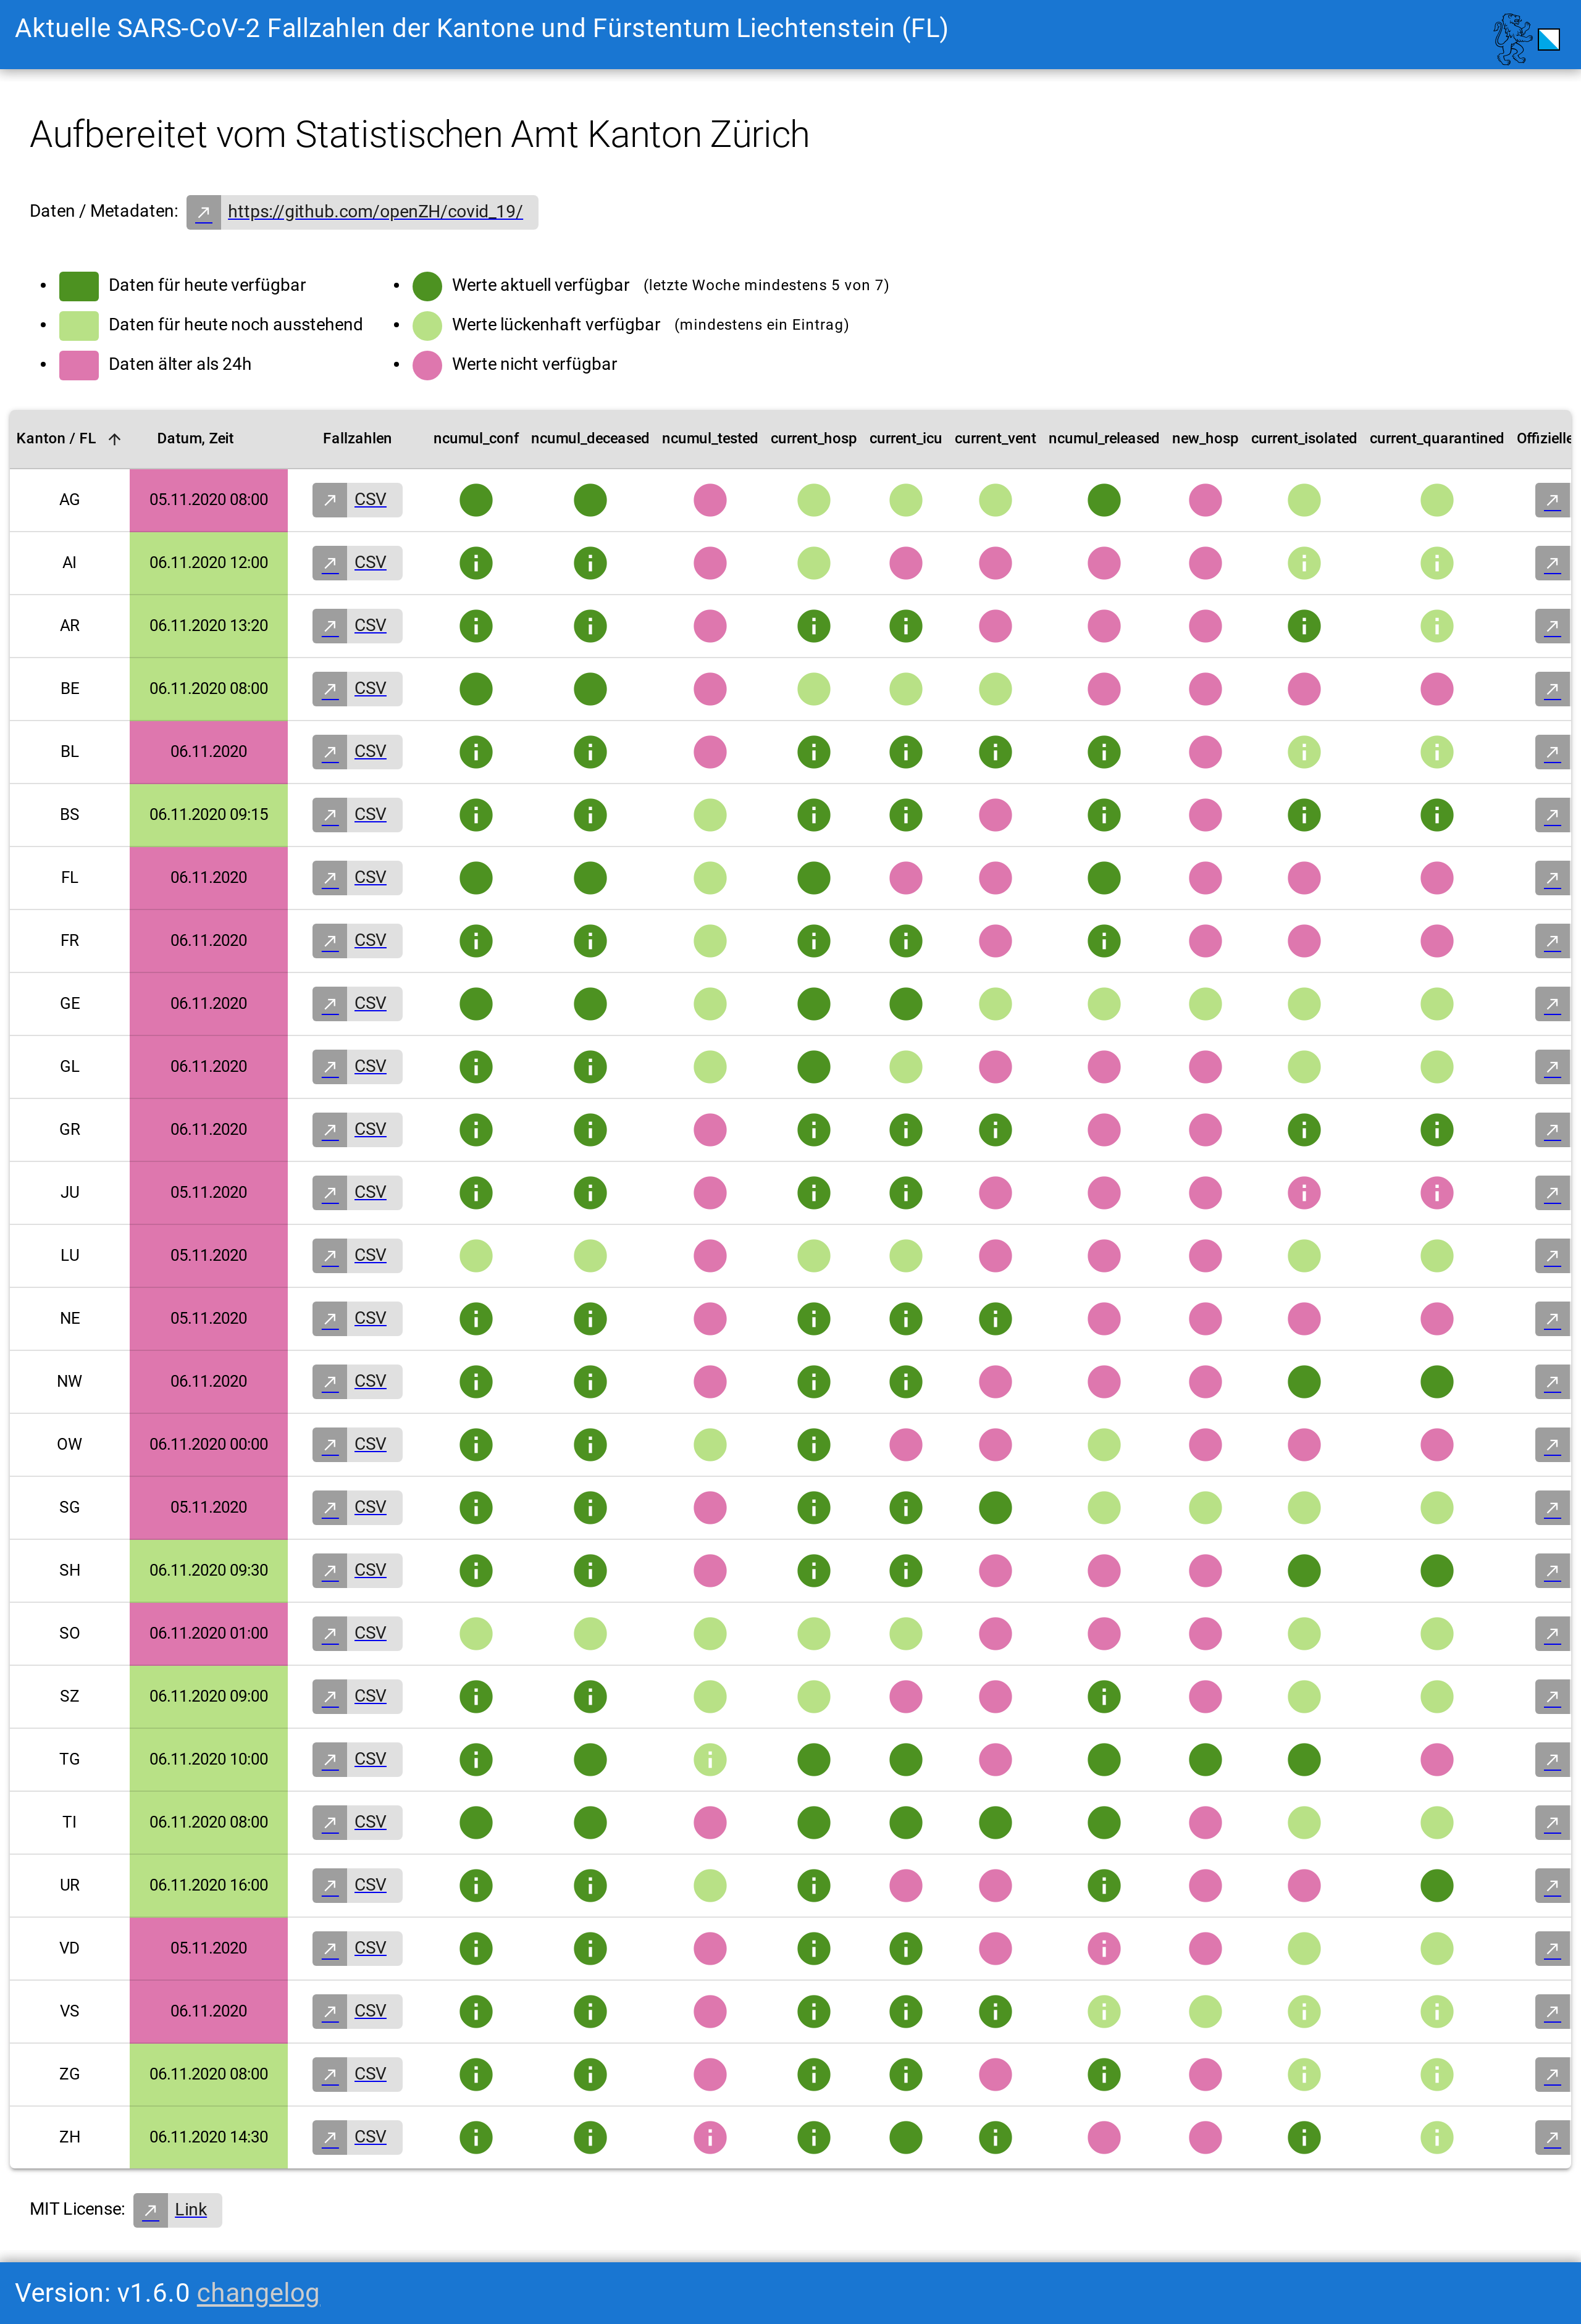 Aktuelle SARS-CoV-2 Fallzahlen der Kantone und Fürstentum Liechtenstein (FL)
Aufbereitet vom Statistischen Amt Kanton Zürich
Daten / Metadaten: https://github.com/openZH/covid_19/
Daten für heute verfügbar
Daten für heute noch ausstehend
Daten älter als 24h
Werte aktuell verfügbar (letzte Woche mindestens 5 von 7)
Werte lückenhaft verfügbar (mindestens ein Eintrag)
Werte nicht verfügbar
Kanton / FL Datum, Zeit Fallzahlen ncumul_conf ncumul_deceased ncumul_tested current_hosp current_icu current_vent ncumul_released new_hosp current_isolated current_quarantined Offizielle
AG 05.11.2020 08:00 CSV
AI 06.11.2020 12:00 CSV
AR 06.11.2020 13:20 CSV
BE 06.11.2020 08:00 CSV
BL 06.11.2020 CSV
BS 06.11.2020 09:15 CSV
FL 06.11.2020 CSV
FR 06.11.2020 CSV
GE 06.11.2020 CSV
GL 06.11.2020 CSV
GR 06.11.2020 CSV
JU 05.11.2020 CSV
LU 05.11.2020 CSV
NE 05.11.2020 CSV
NW 06.11.2020 CSV
OW 06.11.2020 00:00 CSV
SG 05.11.2020 CSV
SH 06.11.2020 09:30 CSV
SO 06.11.2020 01:00 CSV
SZ 06.11.2020 09:00 CSV
TG 06.11.2020 10:00 CSV
TI 06.11.2020 08:00 CSV
UR 06.11.2020 16:00 CSV
VD 05.11.2020 CSV
VS 06.11.2020 CSV
ZG 06.11.2020 08:00 CSV
ZH 06.11.2020 14:30 CSV
MIT License: Link
Version: v1.6.0 changelog